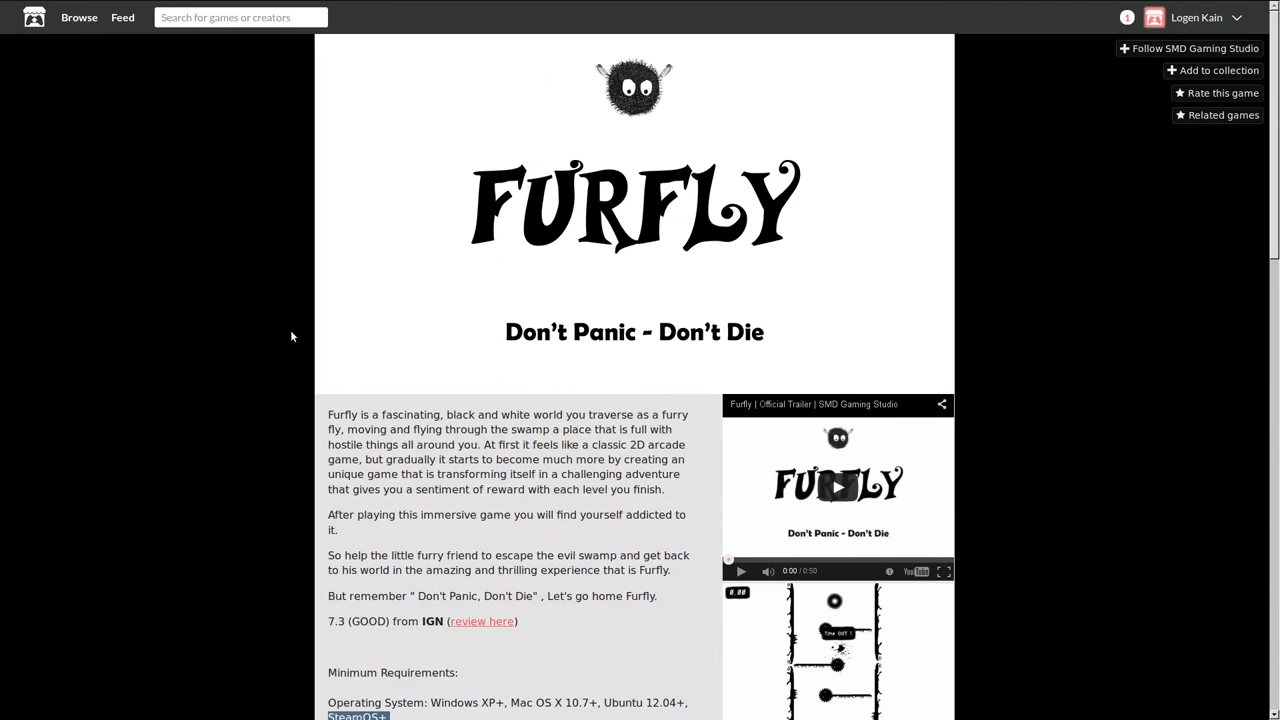 Browse Feed Search for games or creators 1 Logen Kain
Follow SMD Gaming Studio
Add to collection
Rate this game
Related games
FURFLY
Don't Panic - Don't Die
Furfly is a fascinating, black and white world you traverse as a furry
fly, moving and flying through the swamp a place that is full with
hostile things all around you. At first it feels like a classic 2D arcade
game, but gradually it starts to become much more by creating an
unique game that is transforming itself in a challenging adventure
that gives you a sentiment of reward with each level you finish.
After playing this immersive game you will find yourself addicted to
it.
So help the little furry friend to escape the evil swamp and get back
to his world in the amazing and thrilling experience that is Furfly.
But remember " Don't Panic, Don't Die" , Let's go home Furfly.
7.3 (GOOD) from IGN (review here)
Minimum Requirements:
Operating System: Windows XP+, Mac OS X 10.7+, Ubuntu 12.04+,
SteamOS+
Furfly | Official Trailer | SMD Gaming Studio
FURFLY
Don't Panic - Don't Die
0:00 / 0:50 YouTube
0.00
Time OUT !